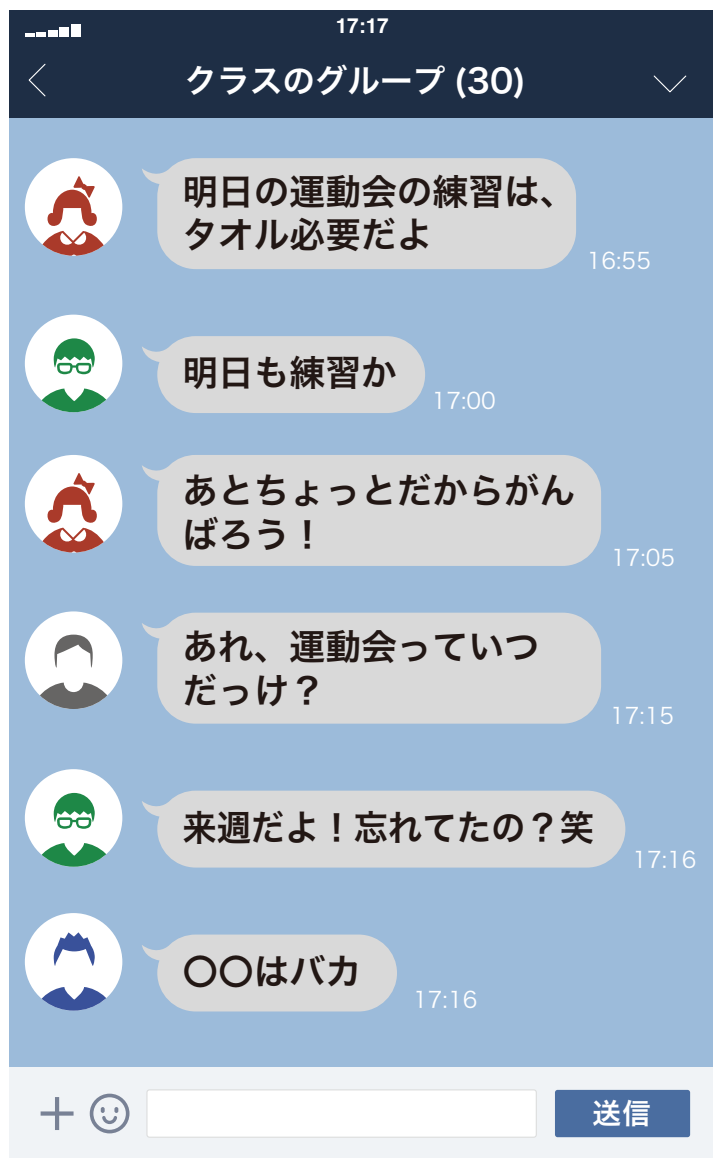 17:17
クラスのグループ (30)
明日の運動会の練習は、
タオル必要だよ
16:55
明日も練習か
17:00
あとちょっとだからがん
ばろう！
17:05
あれ、運動会っていつ
だっけ？
17:15
来週だよ！忘れてたの？笑
17:16
〇〇はバカ
17:16
送信